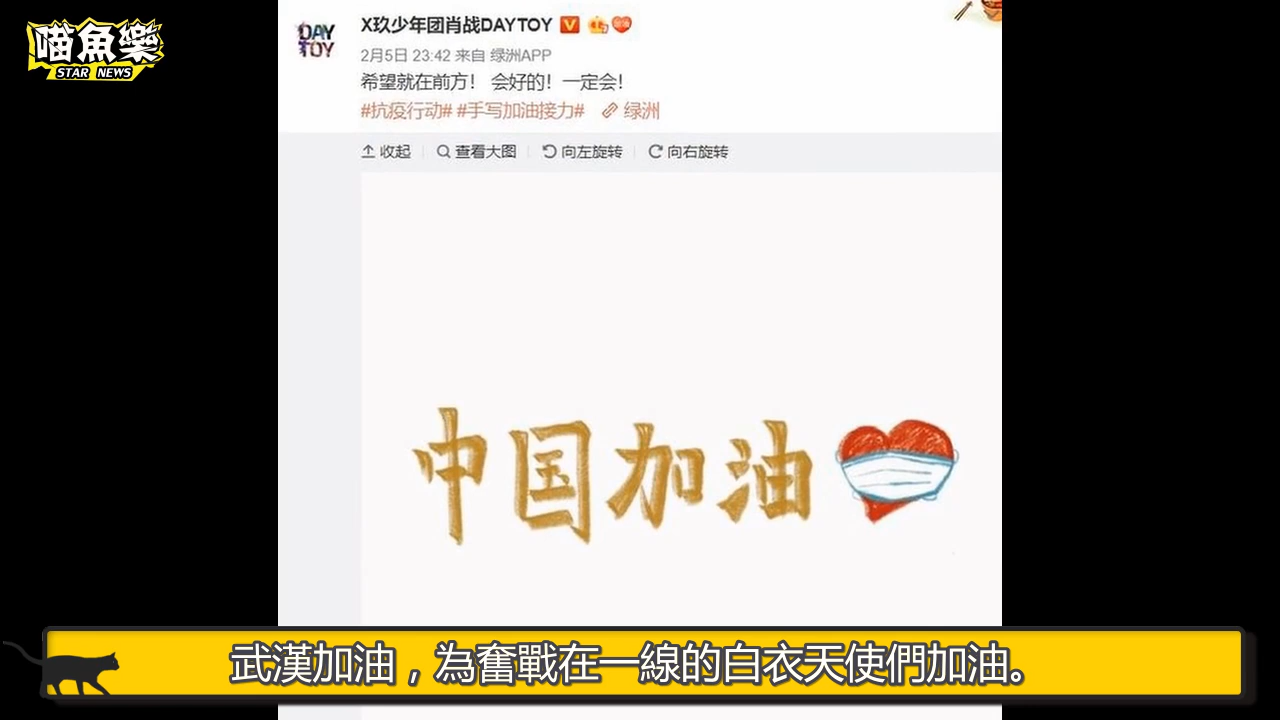 喵魚樂
STAR NEWS
DAY
TOY
X玖少年团肖战DAYTOY
2月5日 23:42 来自 绿洲APP
希望就在前方！ 会好的！一定会！
#抗疫行动# #手写加油接力# 绿洲
收起 查看大图 向左旋转 向右旋转
中国加油
武漢加油，為奮戰在一線的白衣天使們加油。